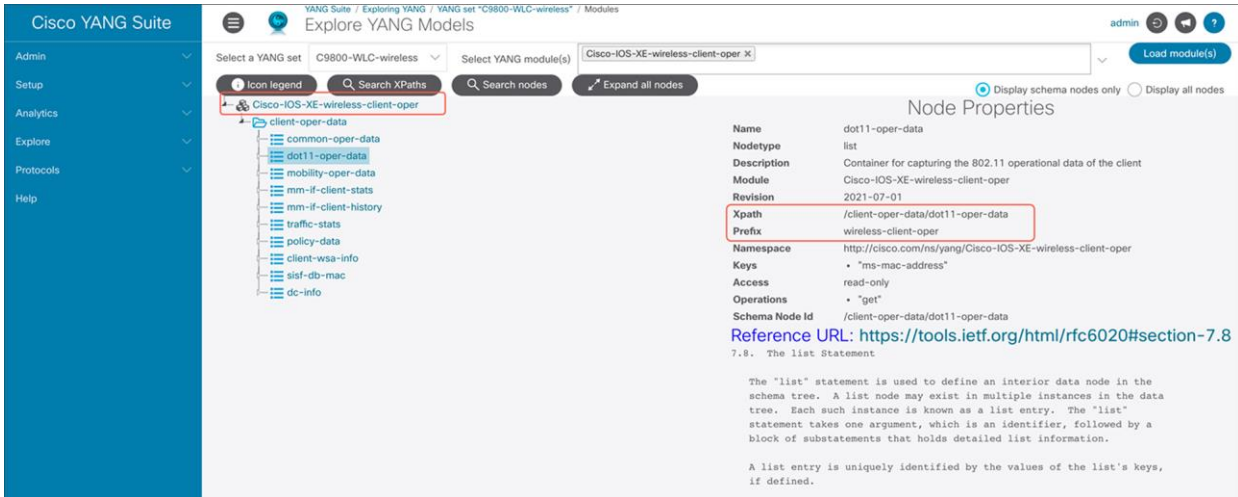 Cisco YANG Suite
YANG Suite / Exploring YANG / YANG set "C9800-WLC-wireless" / Modules
Explore YANG Models
admin
?
Admin
Setup
Analytics
Explore
Protocols
Help
Select a YANG set C9800-WLC-wireless Select YANG module(s) Cisco-IOS-XE-wireless-client-oper × Load module(s)
i Icon legend Search XPaths Search nodes Expand all nodes
Display schema nodes only Display all nodes
Cisco-IOS-XE-wireless-client-oper
client-oper-data
common-oper-data
dot11-oper-data
mobility-oper-data
mm-if-client-stats
mm-if-client-history
traffic-stats
policy-data
client-wsa-info
sisf-db-mac
dc-info
Node Properties
Name dot11-oper-data
Nodetype list
Description Container for capturing the 802.11 operational data of the client
Module Cisco-IOS-XE-wireless-client-oper
Revision 2021-07-01
Xpath /client-oper-data/dot11-oper-data
Prefix wireless-client-oper
Namespace http://cisco.com/ns/yang/Cisco-IOS-XE-wireless-client-oper
Keys • "ms-mac-address"
Access read-only
Operations • "get"
Schema Node Id /client-oper-data/dot11-oper-data
Reference URL: https://tools.ietf.org/html/rfc6020#section-7.8
7.8. The list Statement
The "list" statement is used to define an interior data node in the
schema tree. A list node may exist in multiple instances in the data
tree. Each such instance is known as a list entry. The "list"
statement takes one argument, which is an identifier, followed by a
block of substatements that holds detailed list information.
A list entry is uniquely identified by the values of the list's keys,
if defined.